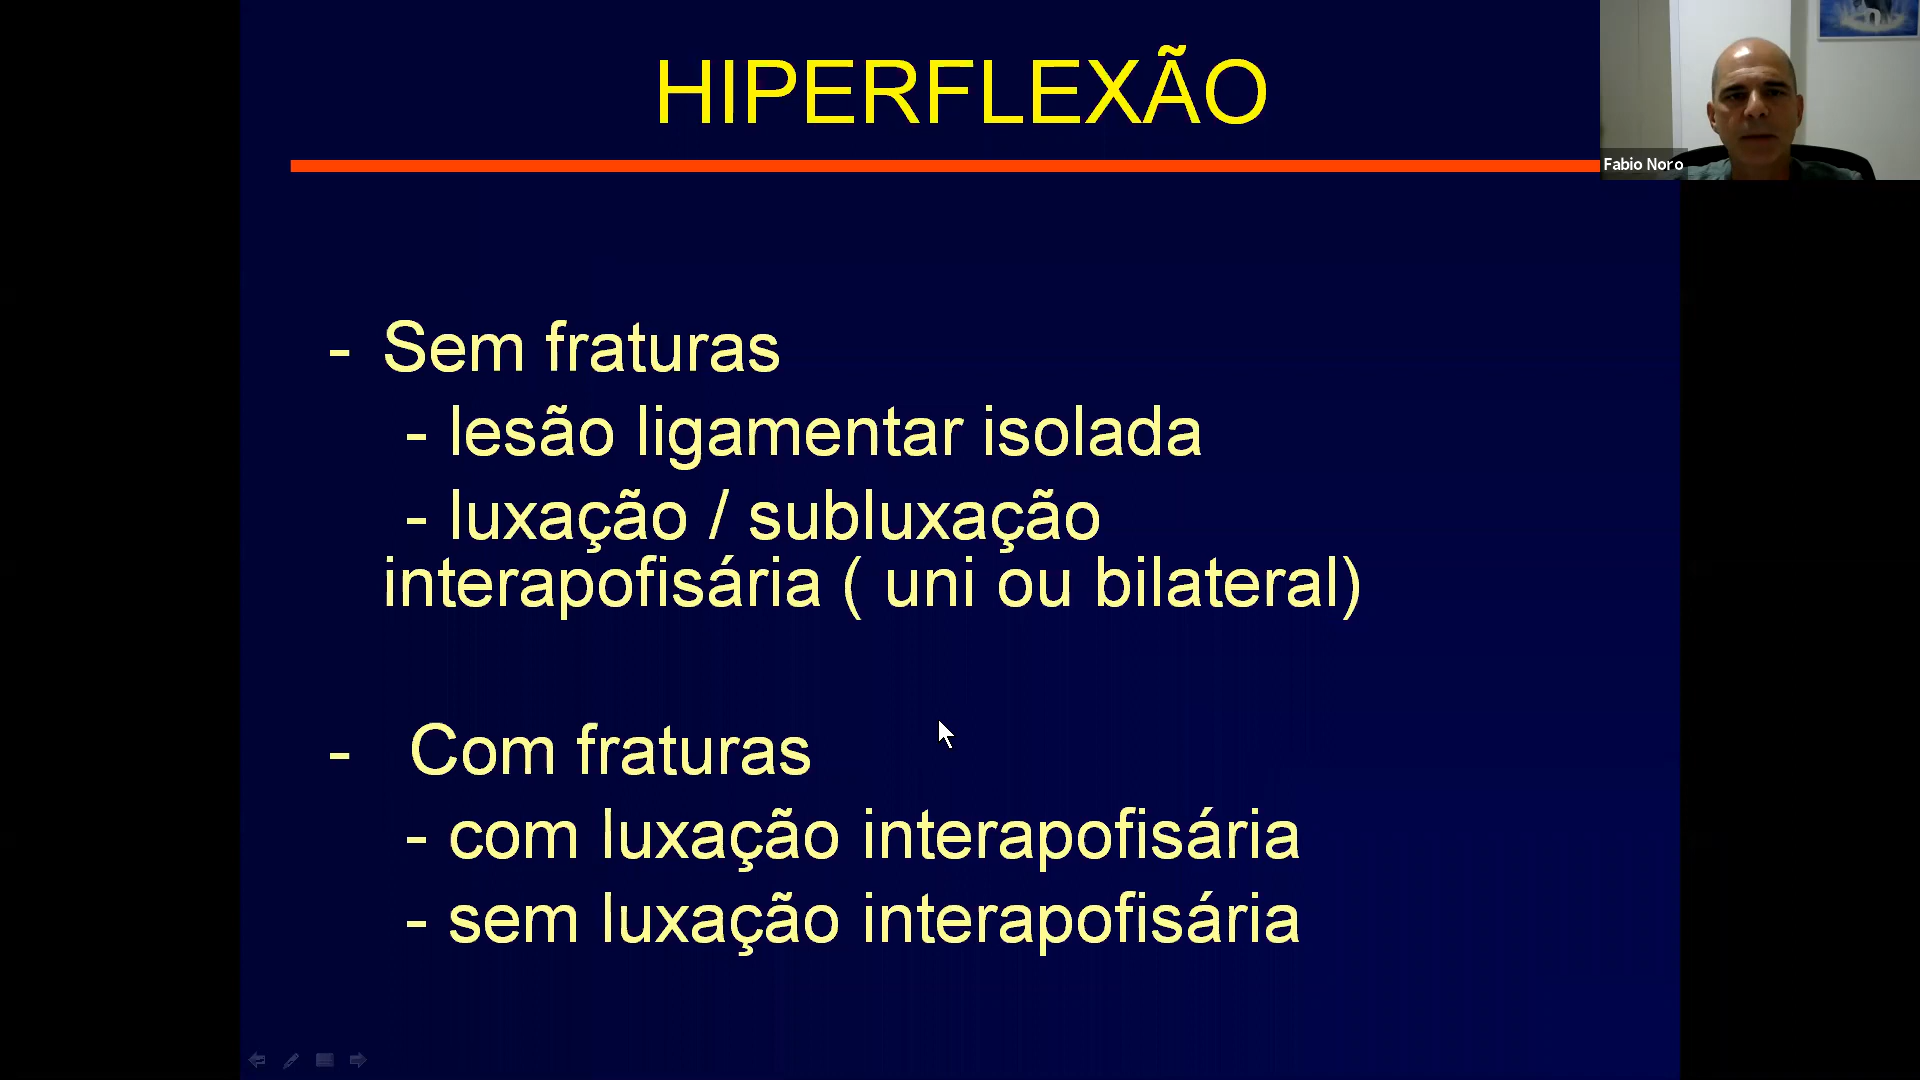 HIPERFLEXÃO
Fabio Noro
- Sem fraturas
- lesão ligamentar isolada
- luxação / subluxação
interapofisária ( uni ou bilateral)
- Com fraturas
- com luxação interapofisária
- sem luxação interapofisária